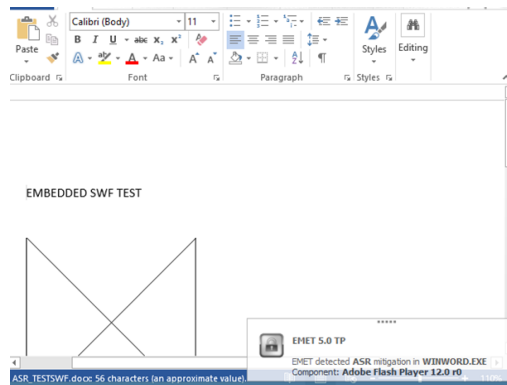 Calibri (Body) 11
Paste
B I U abc x₂ x²
A ab A Aa A A
Styles
Editing
Clipboard Font Paragraph Styles
EMBEDDED SWF TEST
EMET 5.0 TP
EMET detected ASR mitigation in WINWORD.EXE
Component: Adobe Flash Player 12.0 r0
ASR_TESTSWF.docx: 56 characters (an approximate value).
110%